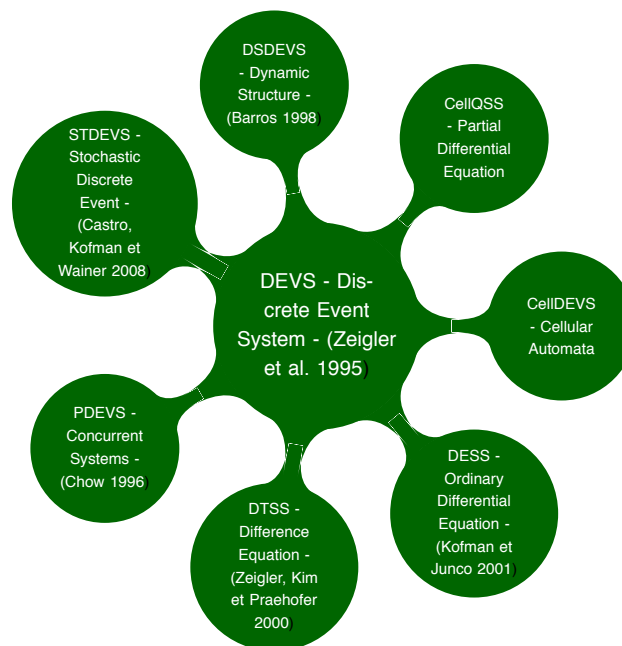 DSDEVS
- Dynamic
Structure -
(Barros 1998)
CellQSS
- Partial
Differential
Equation
STDEVS -
Stochastic
Discrete
Event -
(Castro,
Kofman et
Wainer 2008)
DEVS - Dis-
crete Event
System - (Zeigler
et al. 1995)
CellDEVS
- Cellular
Automata
PDEVS -
Concurrent
Systems -
(Chow 1996)
DESS -
Ordinary
Differential
Equation -
(Kofman et
Junco 2001)
DTSS -
Difference
Equation -
(Zeigler, Kim
et Praehofer
2000)